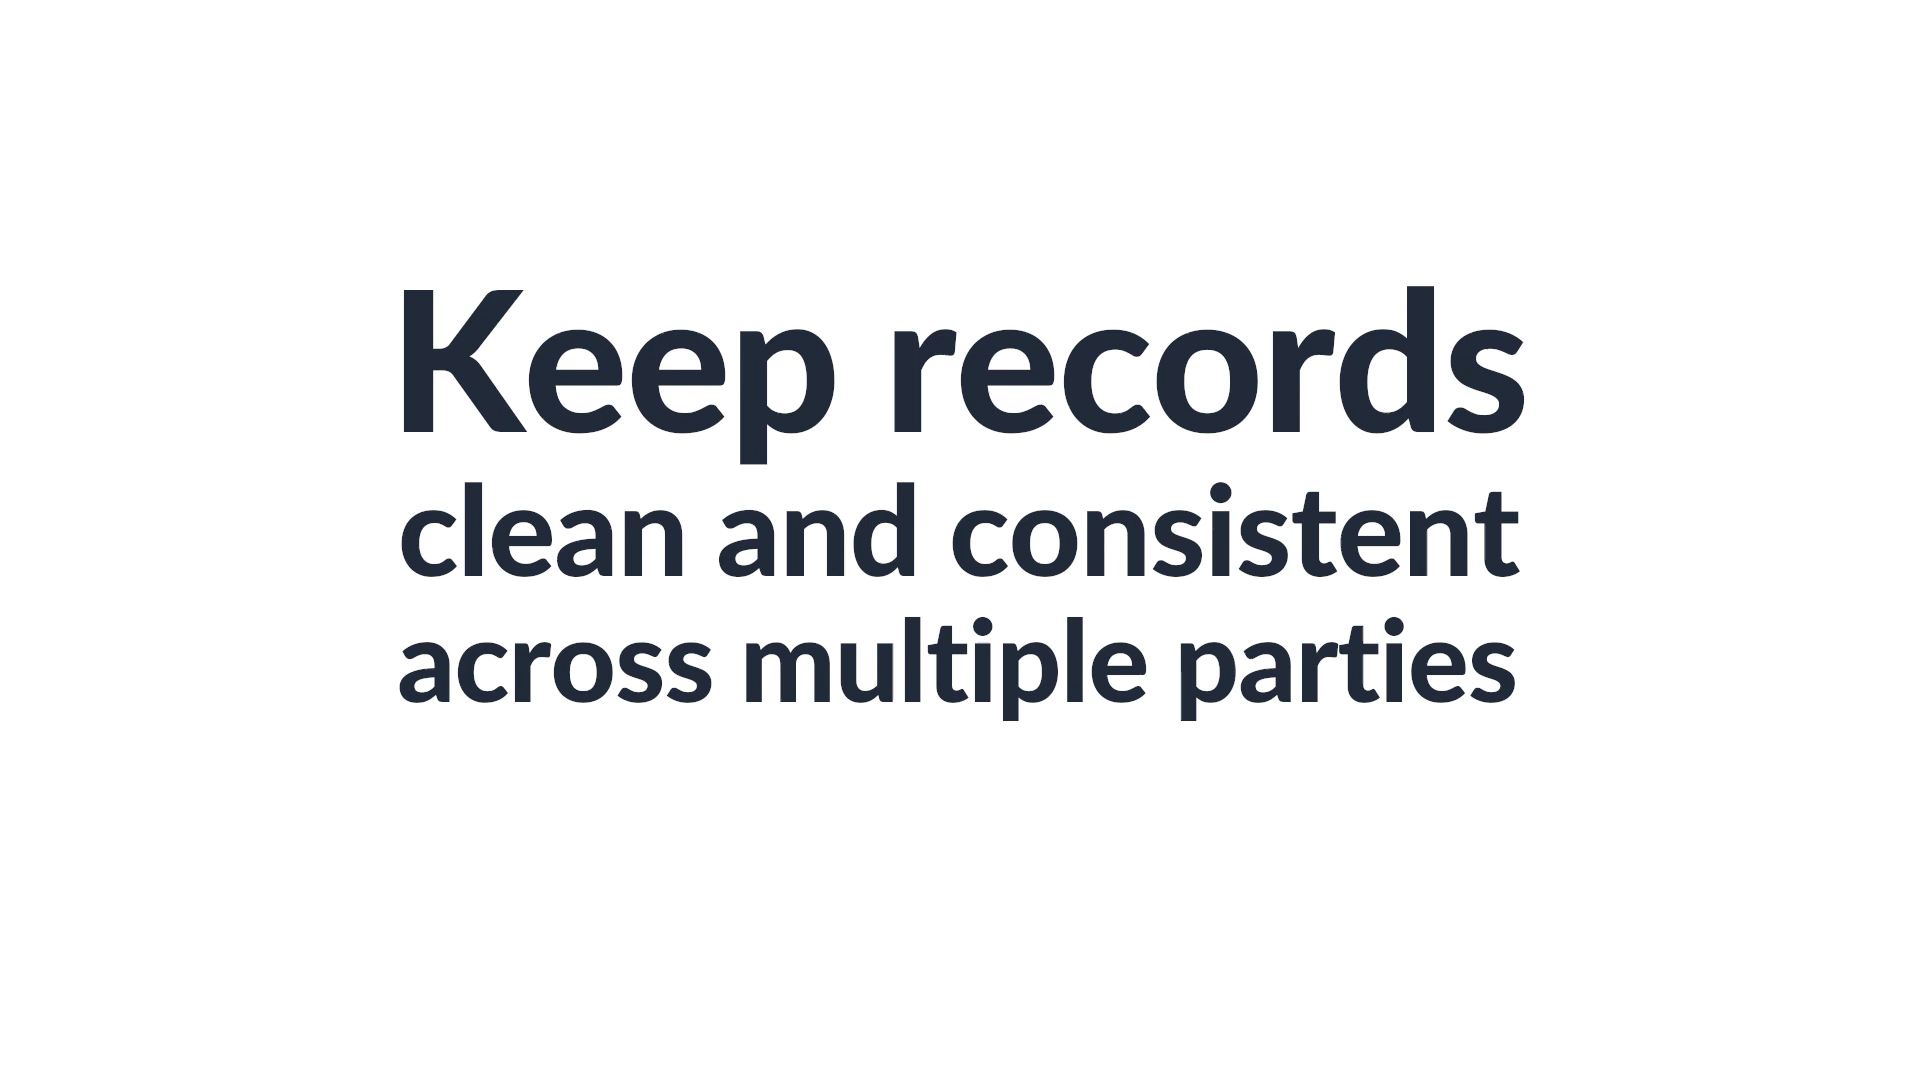 Keep records
clean and consistent
across multiple parties